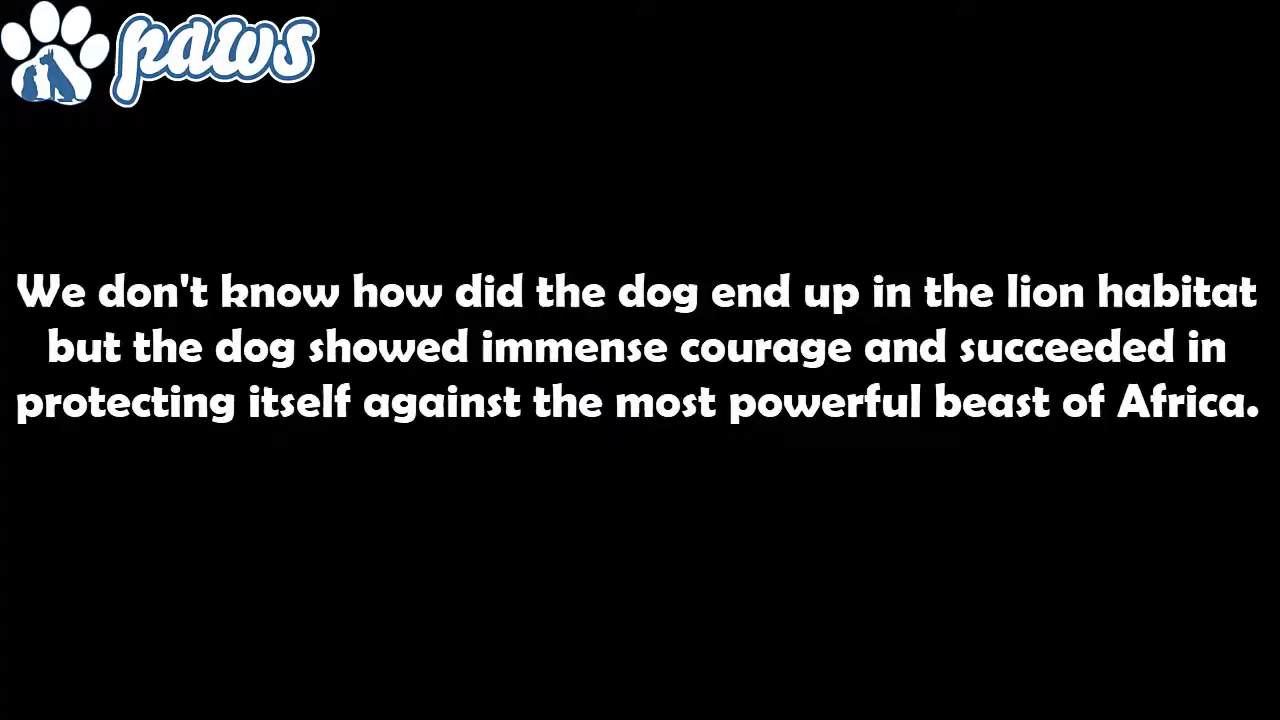 paws
We don't know how did the dog end up in the lion habitat
but the dog showed immense courage and succeeded in
protecting itself against the most powerful beast of Africa.